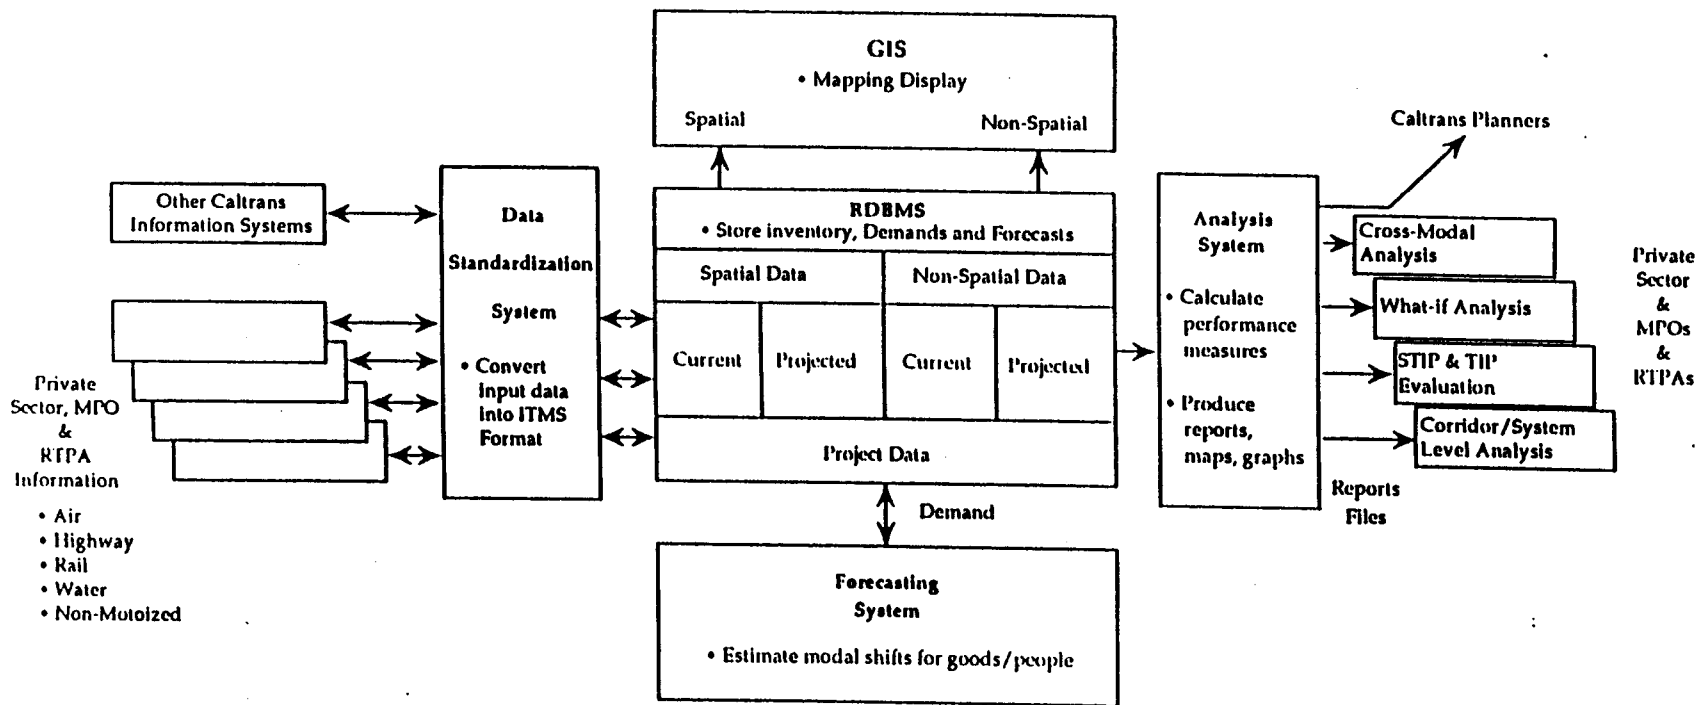 GIS
• Mapping Display
Spatial
Non-Spatial
Caltrans Planners
Other Caltrans
Information Systems
Data
Standardization
System
• Convert
input data
into ITMS
Format
RDBMS
• Store inventory, Demands and Forecasts
Spatial Data
Non-Spatial Data
Current
Projected
Current
Projected
Project Data
Analysis
System
• Calculate
performance
measures
• Produce
reports,
maps, graphs
Cross-Modal
Analysis
What-if Analysis
STIP & TIP
Evaluation
Corridor/System
Level Analysis
Private
Sector
&
MPOs
&
RTPAs
Reports
Files
Private
Sector, MPO
&
RTPA
Information
• Air
• Highway
• Rail
• Water
• Non-Motoized
Demand
Forecasting
System
• Estimate modal shifts for goods/people